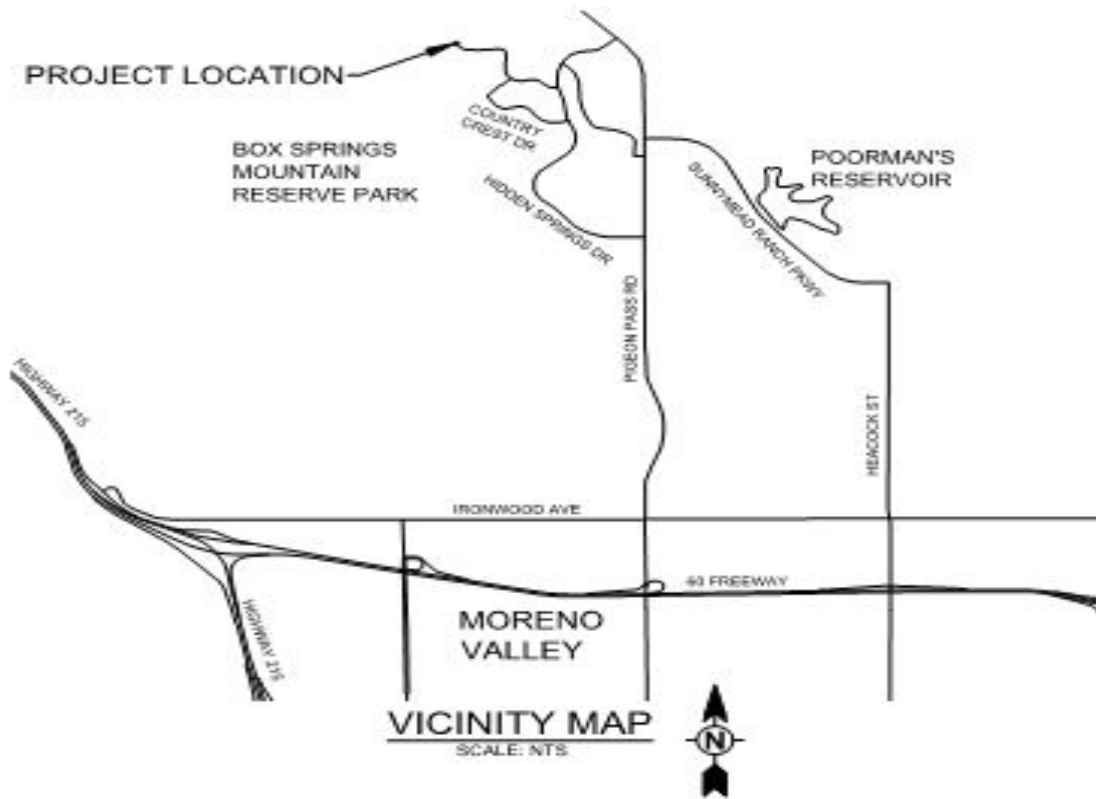 PROJECT LOCATION
COUNTRY
CREST DR
BOX SPRINGS
MOUNTAIN
RESERVE PARK
POORMAN'S
RESERVOIR
HIDDEN SPRINGS DR
SUNNYMEAD RANCH PKWY
PIGEON PASS RD
HIGHWAY 215
HEACOCK ST
IRONWOOD AVE
60 FREEWAY
HIGHWAY 215
MORENO
VALLEY
VICINITY MAP
SCALE: NTS
N